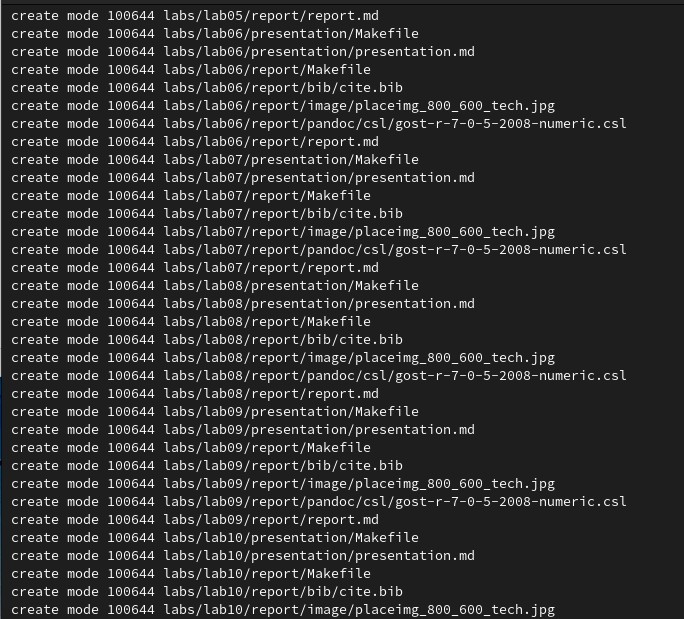 create mode 100644 labs/lab05/report/report.md
create mode 100644 labs/lab06/presentation/Makefile
create mode 100644 labs/lab06/presentation/presentation.md
create mode 100644 labs/lab06/report/Makefile
create mode 100644 labs/lab06/report/bib/cite.bib
create mode 100644 labs/lab06/report/image/placeimg_800_600_tech.jpg
create mode 100644 labs/lab06/report/pandoc/csl/gost-r-7-0-5-2008-numeric.csl
create mode 100644 labs/lab06/report/report.md
create mode 100644 labs/lab07/presentation/Makefile
create mode 100644 labs/lab07/presentation/presentation.md
create mode 100644 labs/lab07/report/Makefile
create mode 100644 labs/lab07/report/bib/cite.bib
create mode 100644 labs/lab07/report/image/placeimg_800_600_tech.jpg
create mode 100644 labs/lab07/report/pandoc/csl/gost-r-7-0-5-2008-numeric.csl
create mode 100644 labs/lab07/report/report.md
create mode 100644 labs/lab08/presentation/Makefile
create mode 100644 labs/lab08/presentation/presentation.md
create mode 100644 labs/lab08/report/Makefile
create mode 100644 labs/lab08/report/bib/cite.bib
create mode 100644 labs/lab08/report/image/placeimg_800_600_tech.jpg
create mode 100644 labs/lab08/report/pandoc/csl/gost-r-7-0-5-2008-numeric.csl
create mode 100644 labs/lab08/report/report.md
create mode 100644 labs/lab09/presentation/Makefile
create mode 100644 labs/lab09/presentation/presentation.md
create mode 100644 labs/lab09/report/Makefile
create mode 100644 labs/lab09/report/bib/cite.bib
create mode 100644 labs/lab09/report/image/placeimg_800_600_tech.jpg
create mode 100644 labs/lab09/report/pandoc/csl/gost-r-7-0-5-2008-numeric.csl
create mode 100644 labs/lab09/report/report.md
create mode 100644 labs/lab10/presentation/Makefile
create mode 100644 labs/lab10/presentation/presentation.md
create mode 100644 labs/lab10/report/Makefile
create mode 100644 labs/lab10/report/bib/cite.bib
create mode 100644 labs/lab10/report/image/placeimg_800_600_tech.jpg